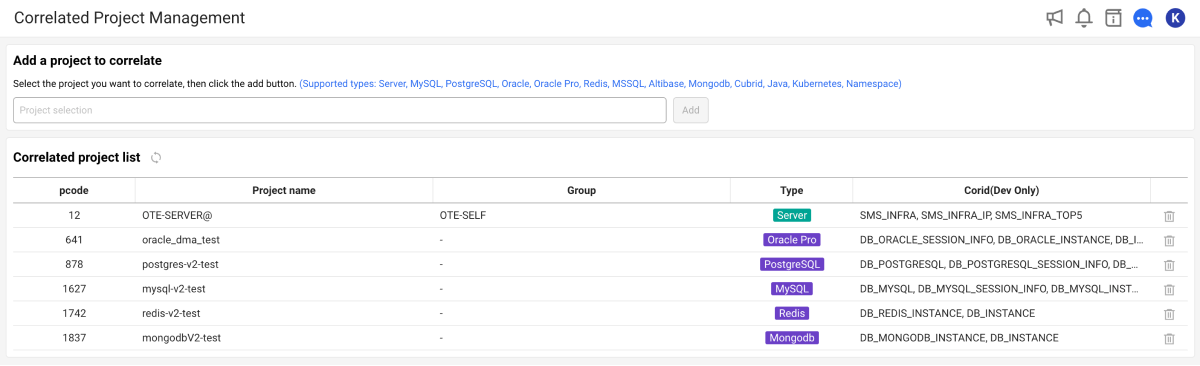 Correlated Project Management
K
Add a project to correlate
Select the project you want to correlate, then click the add button. (Supported types: Server, MySQL, PostgreSQL, Oracle, Oracle Pro, Redis, MSSQL, Altibase, Mongodb, Cubrid, Java, Kubernetes, Namespace)
Project selection Add
Correlated project list
pcode Project name Group Type Corid(Dev Only)
12 OTE-SERVER@ OTE-SELF Server SMS_INFRA, SMS_INFRA_IP, SMS_INFRA_TOP5
641 oracle_dma_test - Oracle Pro DB_ORACLE_SESSION_INFO, DB_ORACLE_INSTANCE, DB_I...
878 postgres-v2-test - PostgreSQL DB_POSTGRESQL, DB_POSTGRESQL_SESSION_INFO, DB_...
1627 mysql-v2-test - MySQL DB_MYSQL, DB_MYSQL_SESSION_INFO, DB_MYSQL_INST...
1742 redis-v2-test - Redis DB_REDIS_INSTANCE, DB_INSTANCE
1837 mongodbV2-test - Mongodb DB_MONGODB_INSTANCE, DB_INSTANCE